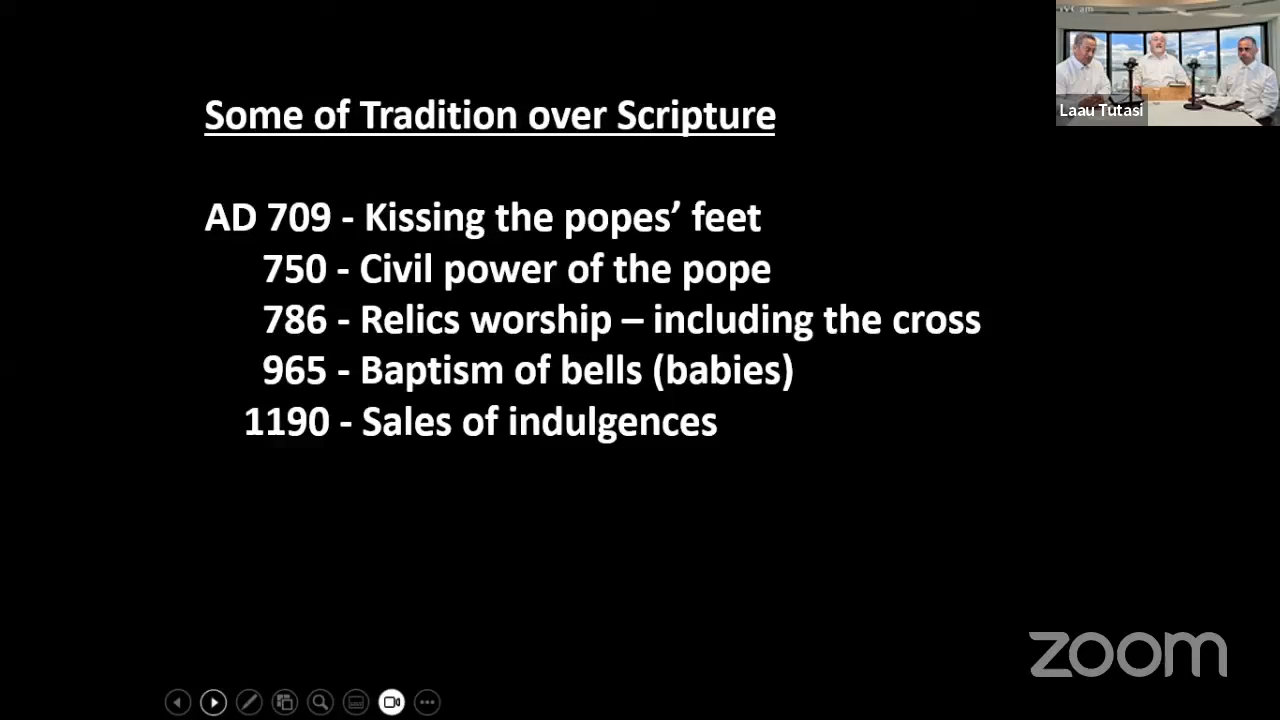 Some of Tradition over Scripture
AD 709 - Kissing the popes’ feet
750 - Civil power of the pope
786 - Relics worship – including the cross
965 - Baptism of bells (babies)
1190 - Sales of indulgences
Laau Tutasi
zoom